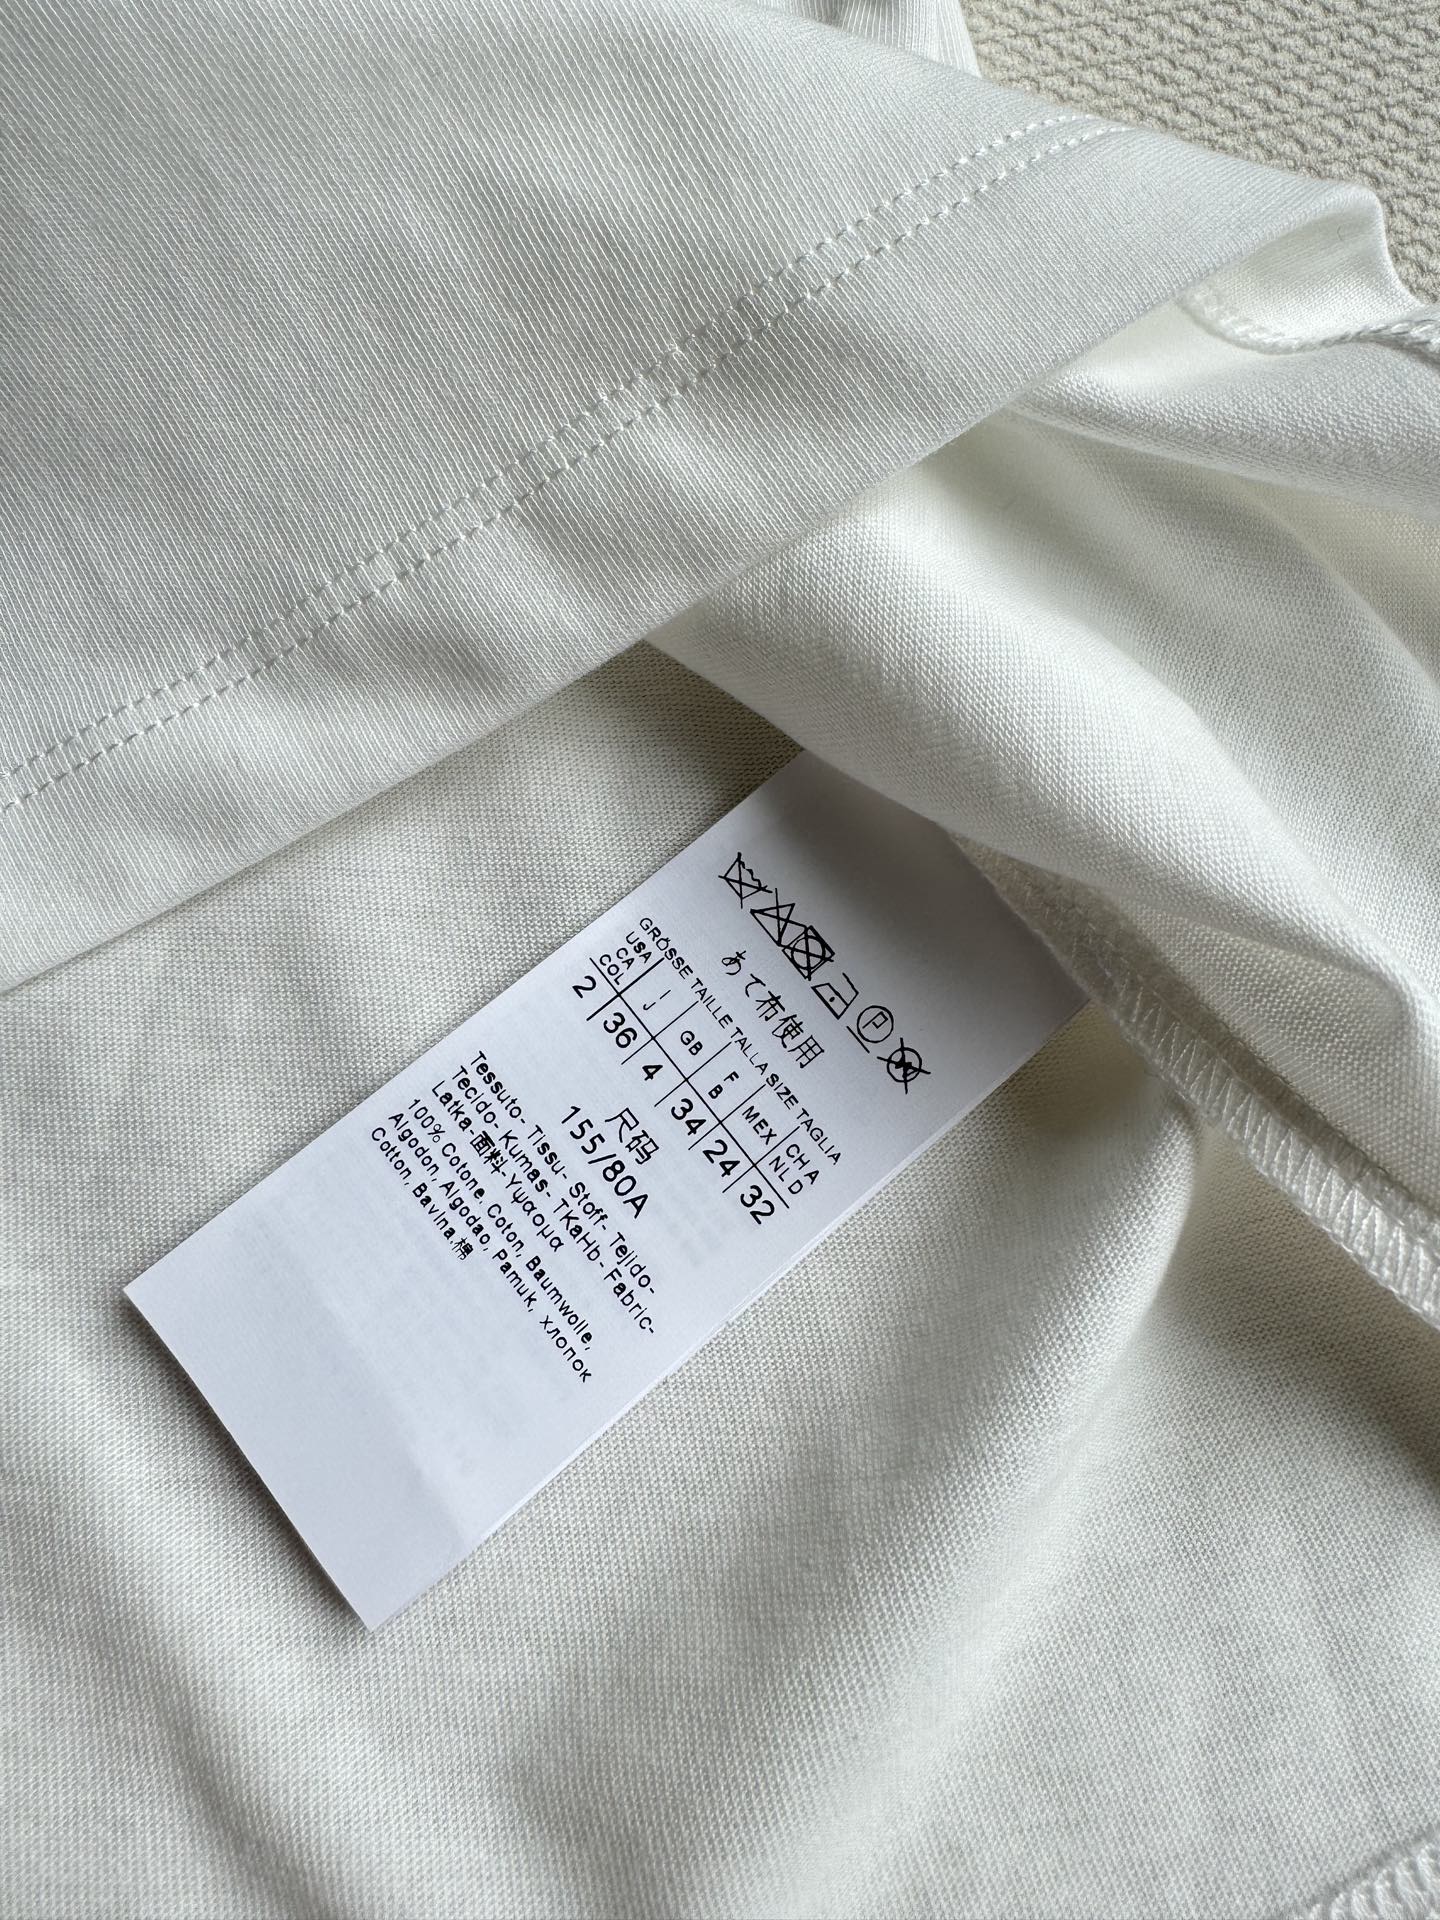 あて布使用
GRÖSSE TAILLE TALLA SIZE TAGLIA
USA CA COL | I J | GB | F B | MEX | CH A NLD
2 | 36 | 4 | 34 | 24 | 32
尺码
155/80A
Tessuto- Tissu- Stoff- Tejido-
Tecido- Kumas- TKaHb- Fabric-
Latka-面料-Υψαομα
100% Cotone, Coton, Baumwolle,
Algodon, Algodao, Pamuk, хлопок
Cotton, Bavlna.棉